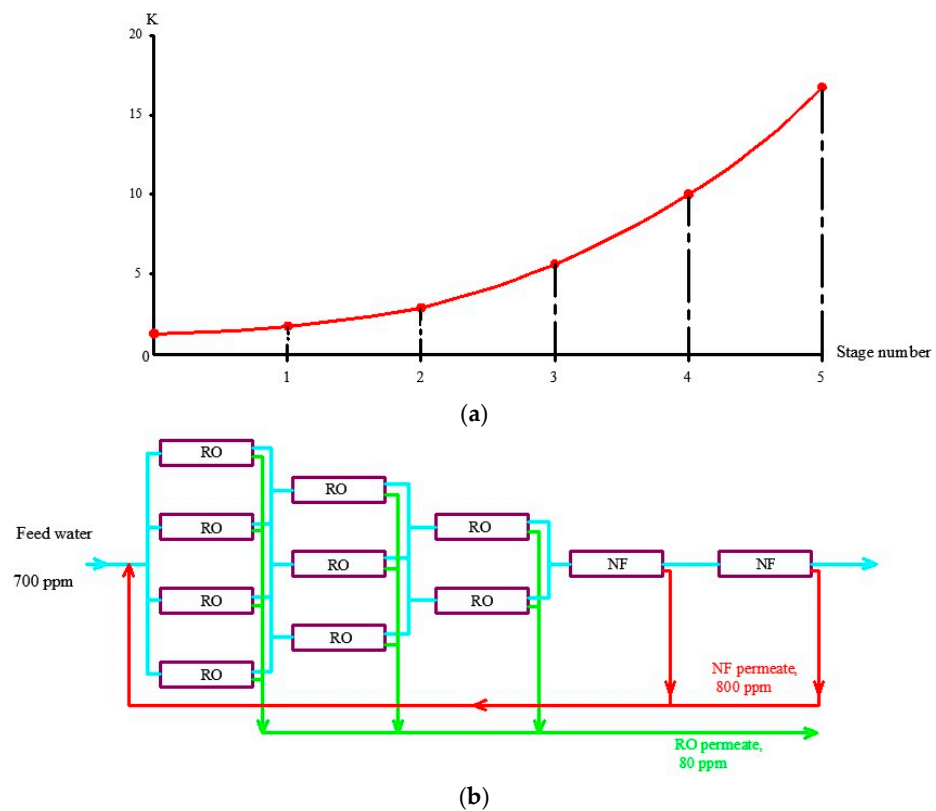 K
20
15
10
5
0
1
2
3
4
5
Stage number
(a)
RO
RO
RO
RO
RO
RO
RO
RO
RO
NF
NF
Feed water
700 ppm
NF permeate,
800 ppm
RO permeate,
80 ppm
(b)